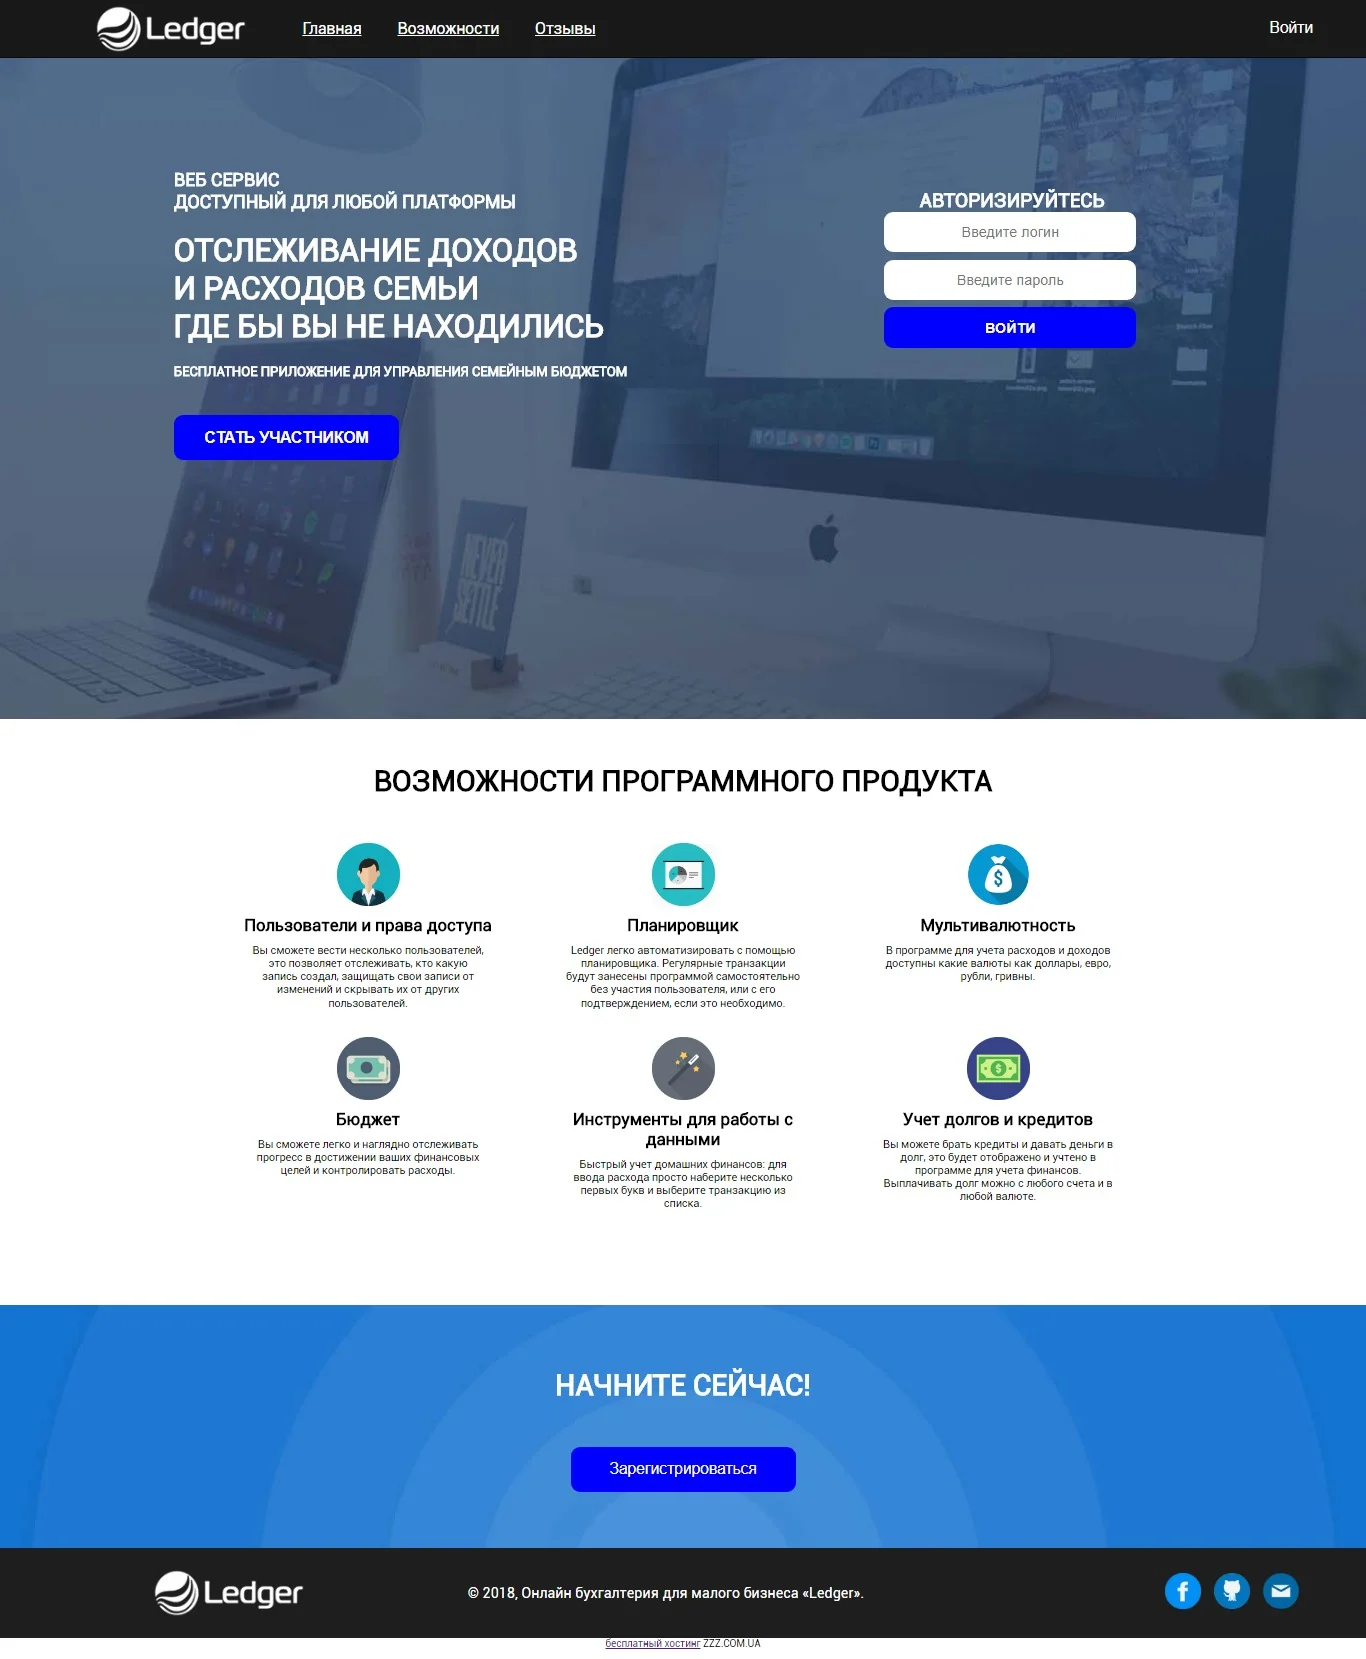 Ledger
Главная
Возможности
Отзывы
Войти
ВЕБ СЕРВИС
ДОСТУПНЫЙ ДЛЯ ЛЮБОЙ ПЛАТФОРМЫ
ОТСЛЕЖИВАНИЕ ДОХОДОВ
И РАСХОДОВ СЕМЬИ
ГДЕ БЫ ВЫ НЕ НАХОДИЛИСЬ
БЕСПЛАТНОЕ ПРИЛОЖЕНИЕ ДЛЯ УПРАВЛЕНИЯ СЕМЕЙНЫМ БЮДЖЕТОМ
СТАТЬ УЧАСТНИКОМ
АВТОРИЗИРУЙТЕСЬ
Введите логин
Введите пароль
ВОЙТИ
NEVER
SETTLE
ВОЗМОЖНОСТИ ПРОГРАММНОГО ПРОДУКТА
Пользователи и права доступа
Вы сможете вести несколько пользователей,
это позволяет отслеживать, кто какую
запись создал, защищать свои записи от
изменений и скрывать их от других
пользователей.
Планировщик
Ledger легко автоматизировать с помощью
планировщика. Регулярные транзакции
будут занесены программой самостоятельно
без участия пользователя, или с его
подтверждением, если это необходимо.
Мультивалютность
В программе для учета расходов и доходов
доступны какие валюты как доллары, евро,
рубли, гривны.
Бюджет
Вы сможете легко и наглядно отслеживать
прогресс в достижении ваших финансовых
целей и контролировать расходы.
Инструменты для работы с
данными
Быстрый учет домашних финансов: для
ввода расхода просто наберите несколько
первых букв и выберите транзакцию из
списка.
Учет долгов и кредитов
Вы можете брать кредиты и давать деньги в
долг, это будет отображено и учтено в
программе для учета финансов.
Выплачивать долг можно с любого счета и в
любой валюте.
НАЧНИТЕ СЕЙЧАС!
Зарегистрироваться
Ledger
© 2018, Онлайн бухгалтерия для малого бизнеса «Ledger».
бесплатный хостинг ZZZ.COM.UA